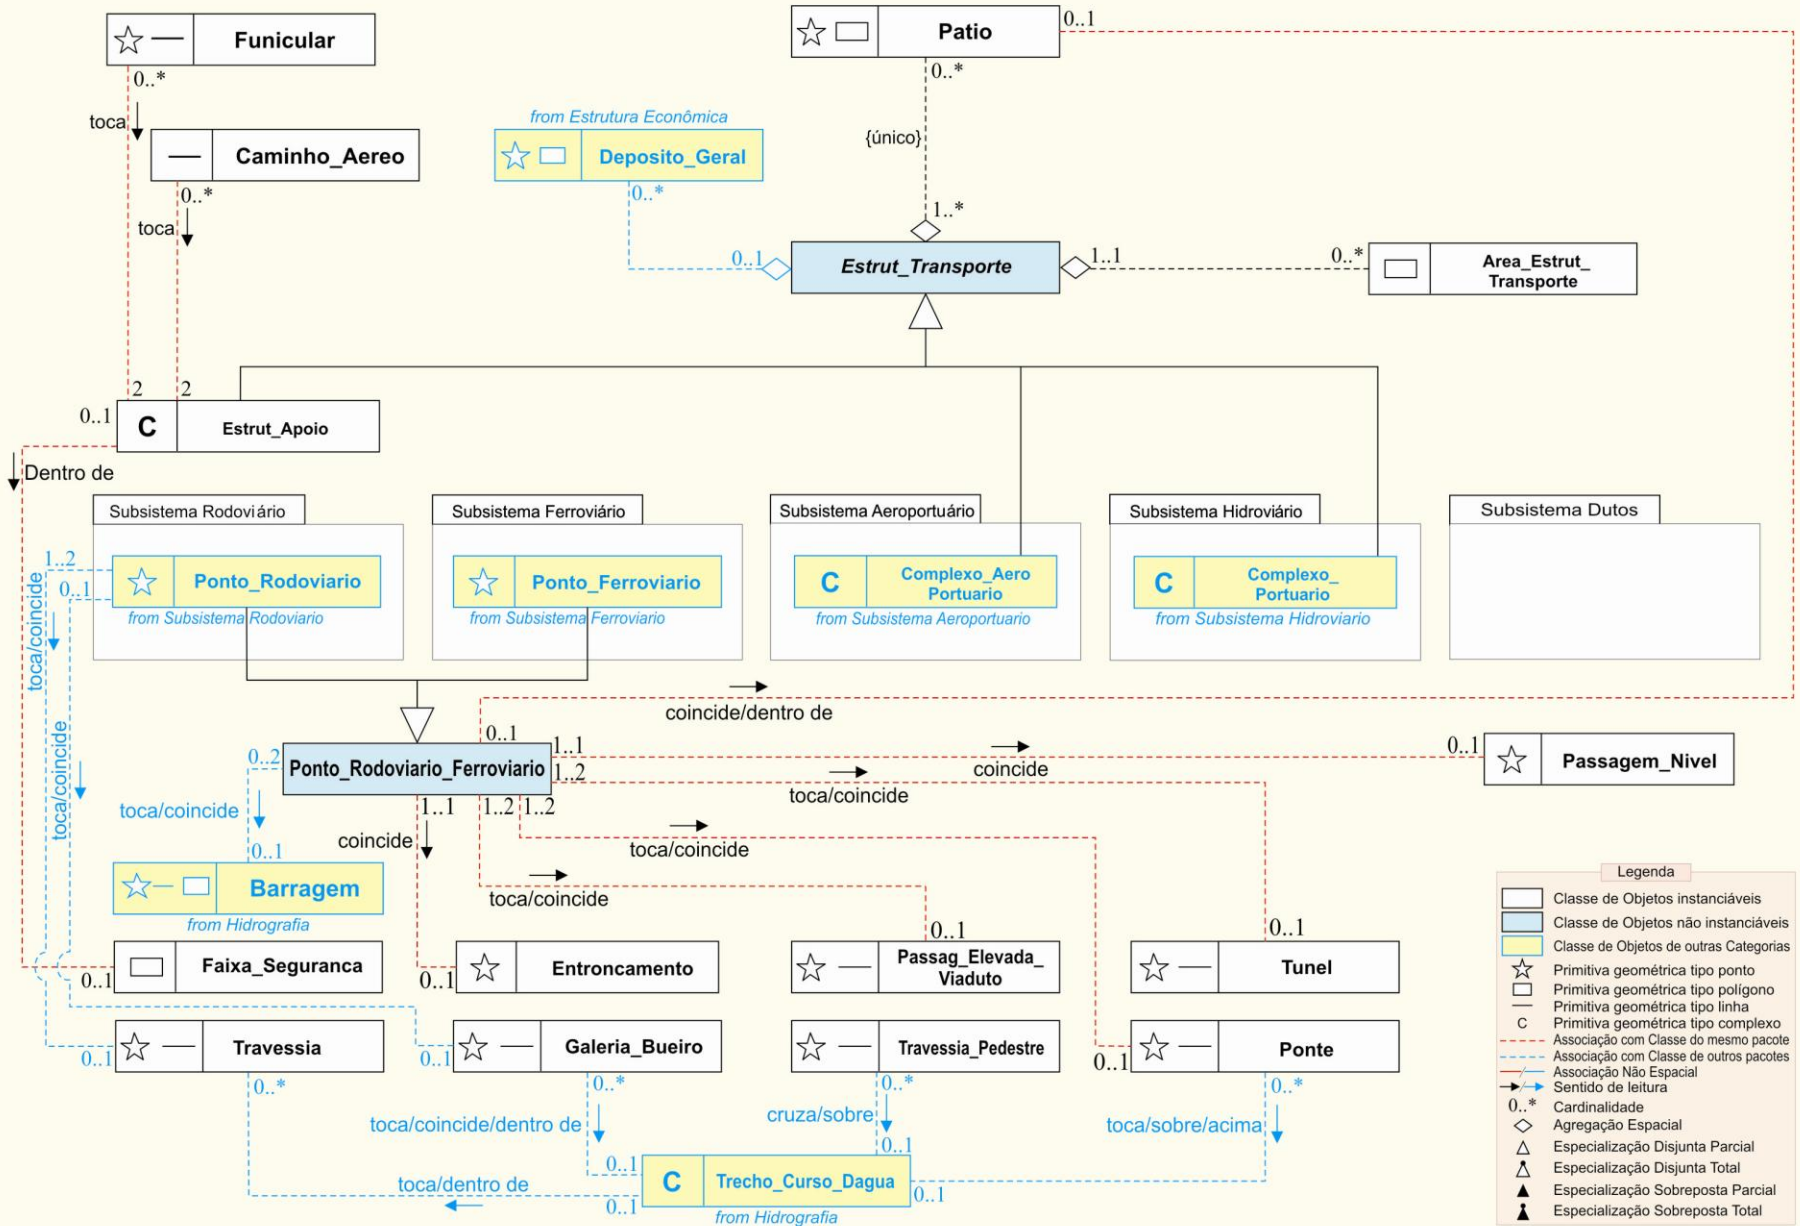 Funicular
Patio
0..1
0..*
0..*
toca
from Estrutura Econômica
Caminho_Aereo
Deposito_Geral
{único}
0..*
0..*
toca
1..*
0..1
Estrut_Transporte
1..1
0..*
Area_Estrut_
Transporte
2
2
0..1
C
Estrut_Apoio
Dentro de
Subsistema Rodoviário
Subsistema Ferroviário
Subsistema Aeroportuário
Subsistema Hidroviário
Subsistema Dutos
1..2
0..1
Ponto_Rodoviario
from Subsistema Rodoviario
Ponto_Ferroviario
from Subsistema Ferroviario
C
Complexo_Aero
Portuario
from Subsistema Aeroportuario
C
Complexo_
Portuario
from Subsistema Hidroviario
toca/coincide
toca/coincide
coincide/dentro de
0..1
0..2
Ponto_Rodoviario_Ferroviario
1..1
1..2
coincide
0..1
Passagem_Nivel
toca/coincide
toca/coincide
1..1
1..2
1..2
coincide
toca/coincide
0..1
Barragem
from Hidrografia
toca/coincide
0..1
0..1
Faixa_Seguranca
0..1
Entroncamento
0..1
Passag_Elevada_
Viaduto
Tunel
0..1
Travessia
0..1
Galeria_Bueiro
0..1
Travessia_Pedestre
Ponte
0..1
0..*
0..*
0..*
0..*
toca/coincide/dentro de
cruza/sobre
toca/sobre/acima
0..1
0..1
toca/dentro de
0..1
C
Trecho_Curso_Dagua
0..1
from Hidrografia
Legenda
Classe de Objetos instanciáveis
Classe de Objetos não instanciáveis
Classe de Objetos de outras Categorias
Primitiva geométrica tipo ponto
Primitiva geométrica tipo polígono
Primitiva geométrica tipo linha
C Primitiva geométrica tipo complexo
Associação com Classe do mesmo pacote
Associação com Classe de outros pacotes
Associação Não Espacial
Sentido de leitura
0..* Cardinalidade
Agregação Espacial
Especialização Disjunta Parcial
Especialização Disjunta Total
Especialização Sobreposta Parcial
Especialização Sobreposta Total